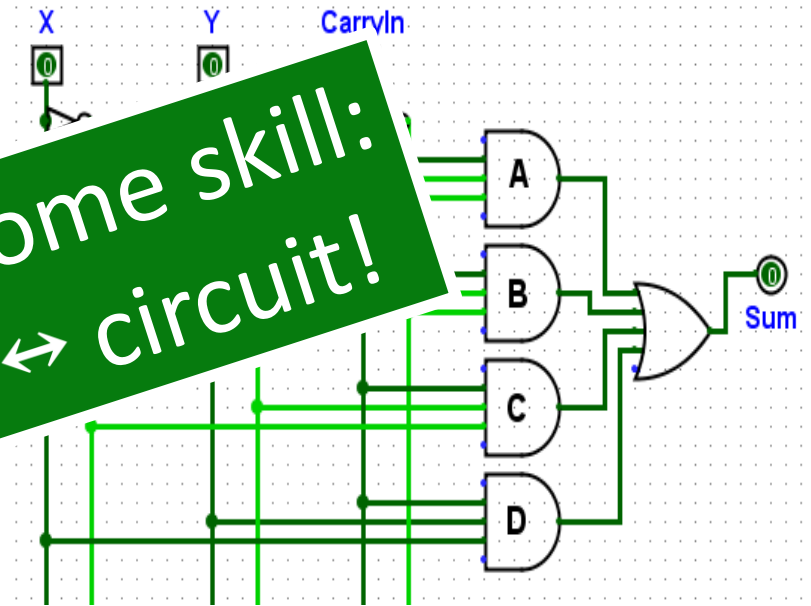 X Y CarryIn
0 0
ome skill:
↔ circuit!
A
B
0
Sum
C
D